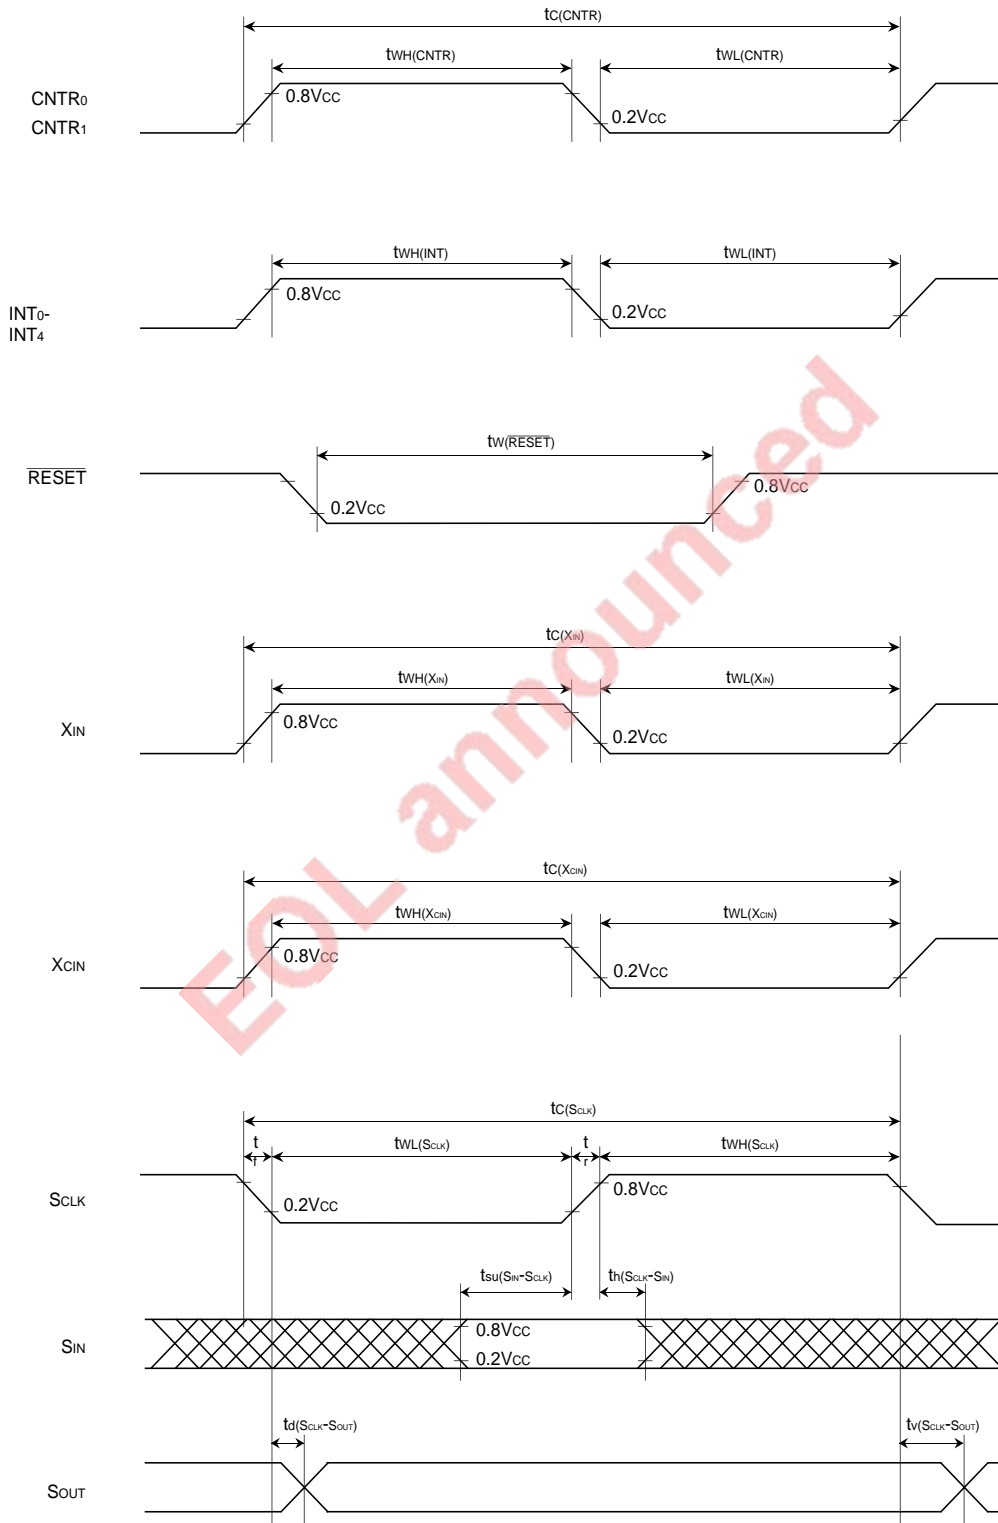 tC(CNTR)
tWH(CNTR) tWL(CNTR)
CNTR0
CNTR1
0.8VCC
0.2VCC
tWH(INT) tWL(INT)
INT0-
INT4
0.8VCC
0.2VCC
tW(RESET)
RESET
0.2VCC
0.8VCC
tC(XIN)
tWH(XIN) tWL(XIN)
XIN
0.8VCC
0.2VCC
tC(XCIN)
tWH(XCIN) tWL(XCIN)
XCIN
0.8VCC
0.2VCC
tC(SCLK)
tf tWL(SCLK) tr tWH(SCLK)
SCLK
0.2VCC
0.8VCC
tsu(SIN-SCLK) th(SCLK-SIN)
SIN
0.8VCC
0.2VCC
td(SCLK-SOUT) tv(SCLK-SOUT)
SOUT
EOL announced